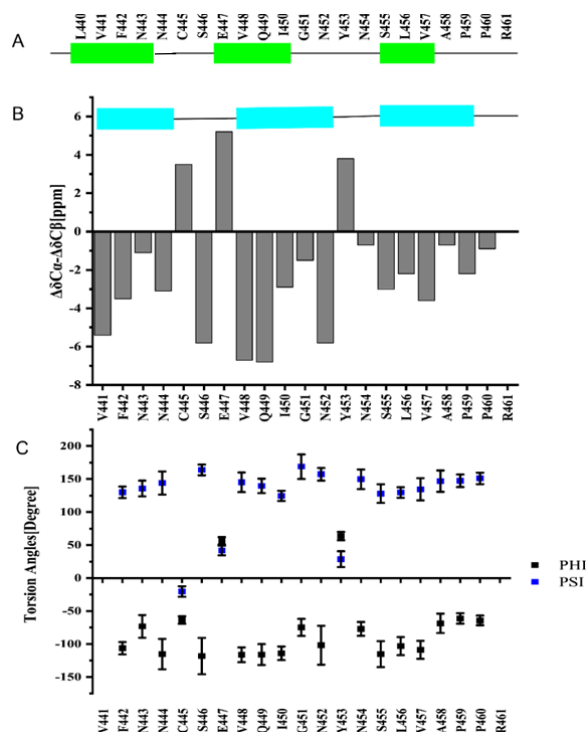 A
L440 V441 F442 N443 N444 C445 S446 E447 V448 Q449 I450 G451 N452 Y453 N454 S455 L456 V457 A458 P459 P460 R461
B
ΔδCα-ΔδCβ[ppm]
6
4
2
0
-2
-4
-6
-8
V441 F442 N443 N444 C445 S446 E447 V448 Q449 I450 G451 N452 Y453 N454 S455 L456 V457 A458 P459 P460 R461
C
Torsion Angles[Degree]
200
150
100
50
0
-50
-100
-150
PHI
PSI
V441 F442 N443 N444 C445 S446 E447 V448 Q449 I450 G451 N452 Y453 N454 S455 L456 V457 A458 P459 P460 R461